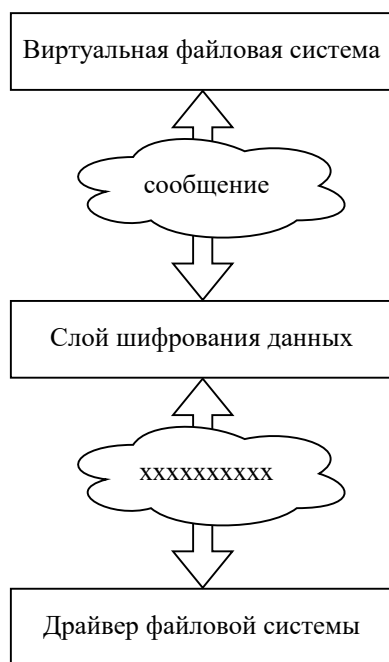 Виртуальная файловая система
сообщение
Слой шифрования данных
xxxxxxxxxx
Драйвер файловой системы